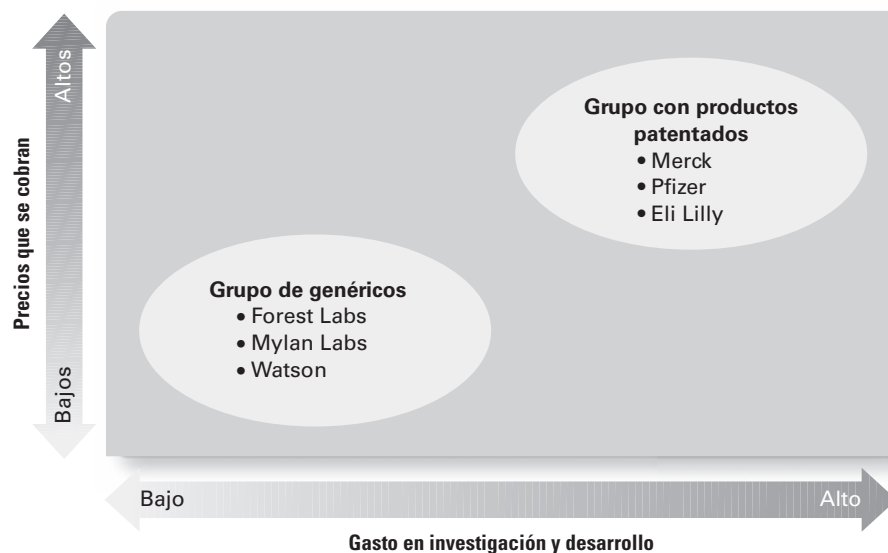 Precios que se cobran
Altos
Bajos
Grupo con productos
patentados
• Merck
• Pfizer
• Eli Lilly
Grupo de genéricos
• Forest Labs
• Mylan Labs
• Watson
Bajo
Alto
Gasto en investigación y desarrollo